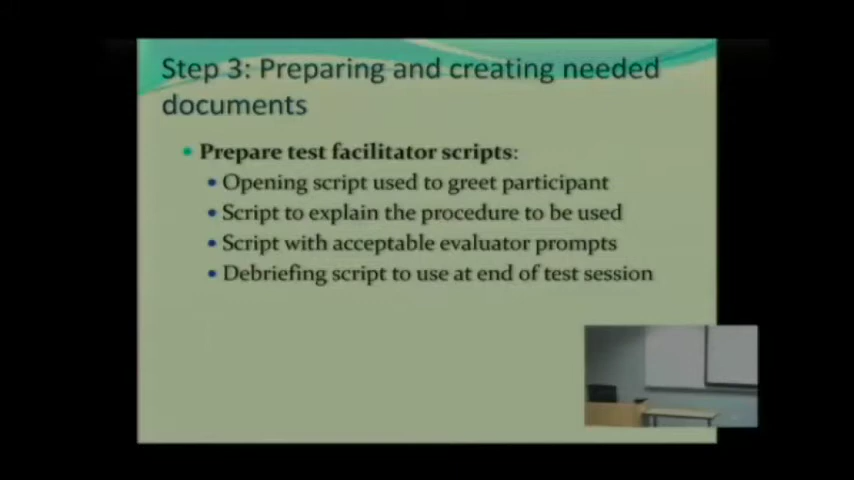 Step 3: Preparing and creating needed
documents
Prepare test facilitator scripts:
Opening script used to greet participant
Script to explain the procedure to be used
Script with acceptable evaluator prompts
Debriefing script to use at end of test session